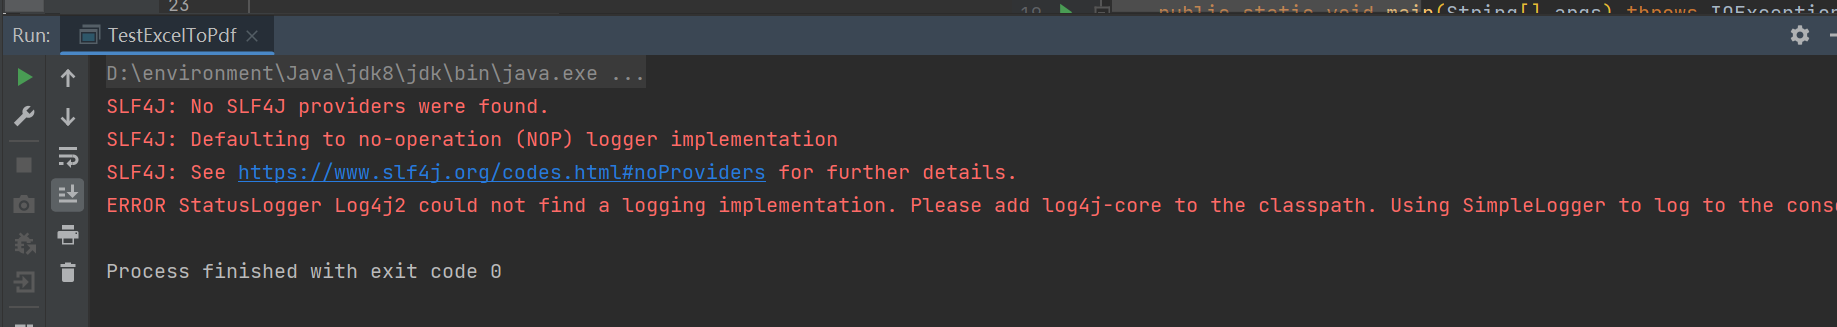 23
19 public static void main(String[] args) throws IOException
Run: TestExcelToPdf
D:\environment\Java\jdk8\jdk\bin\java.exe ...
SLF4J: No SLF4J providers were found.
SLF4J: Defaulting to no-operation (NOP) logger implementation
SLF4J: See https://www.slf4j.org/codes.html#noProviders for further details.
ERROR StatusLogger Log4j2 could not find a logging implementation. Please add log4j-core to the classpath. Using SimpleLogger to log to the
Process finished with exit code 0